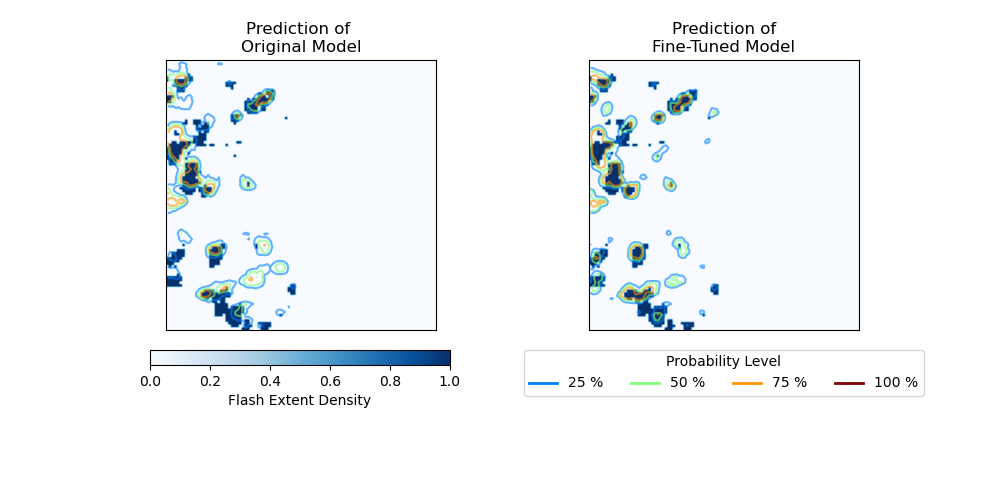 Prediction of
Original Model
Prediction of
Fine-Tuned Model
0.0 0.2 0.4 0.6 0.8 1.0
Flash Extent Density
Probability Level
25 % 50 % 75 % 100 %